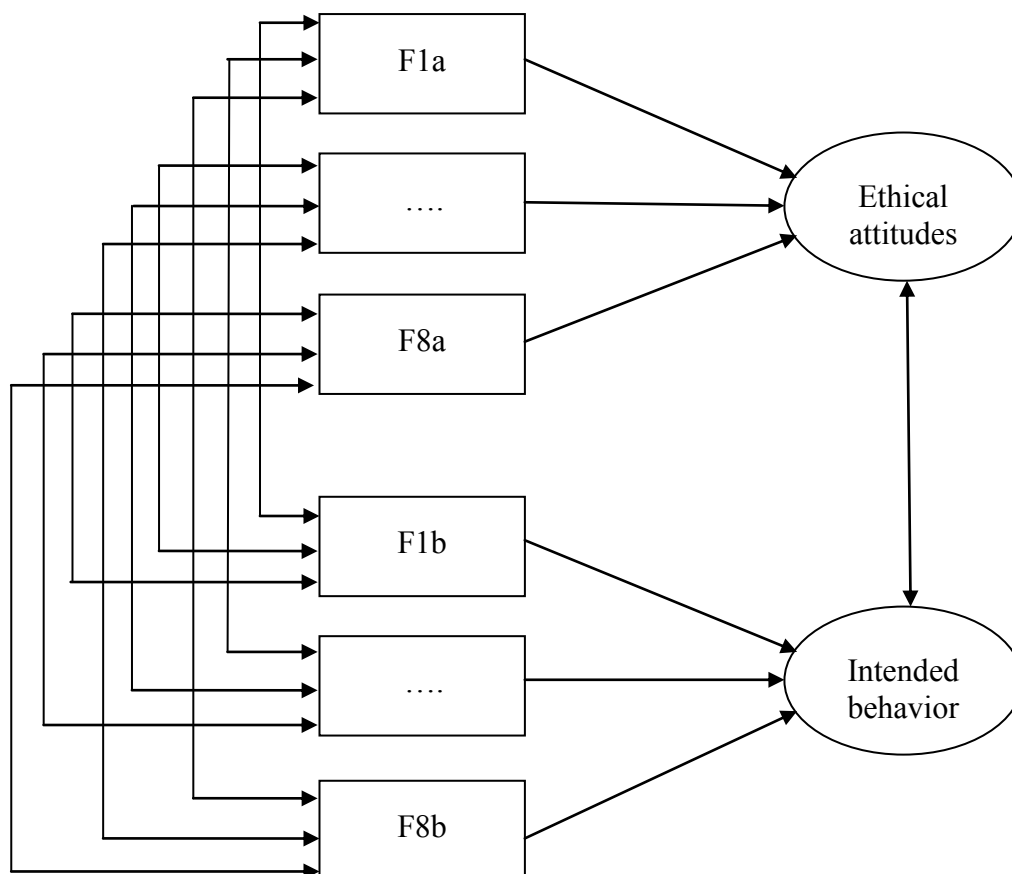 F1a
….
F8a
Ethical
attitudes
F1b
….
F8b
Intended
behavior